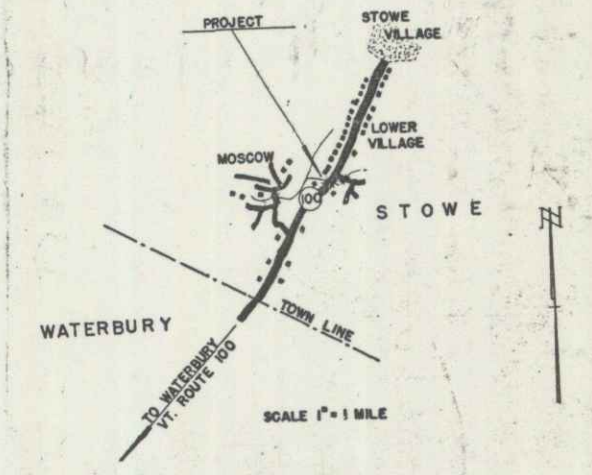 PROJECT
STOWE
VILLAGE
LOWER
VILLAGE
MOSCOW
100
STOWE
N
WATERBURY
TOWN LINE
TO WATERBURY
VT. ROUTE 100
SCALE 1" = 1 MILE